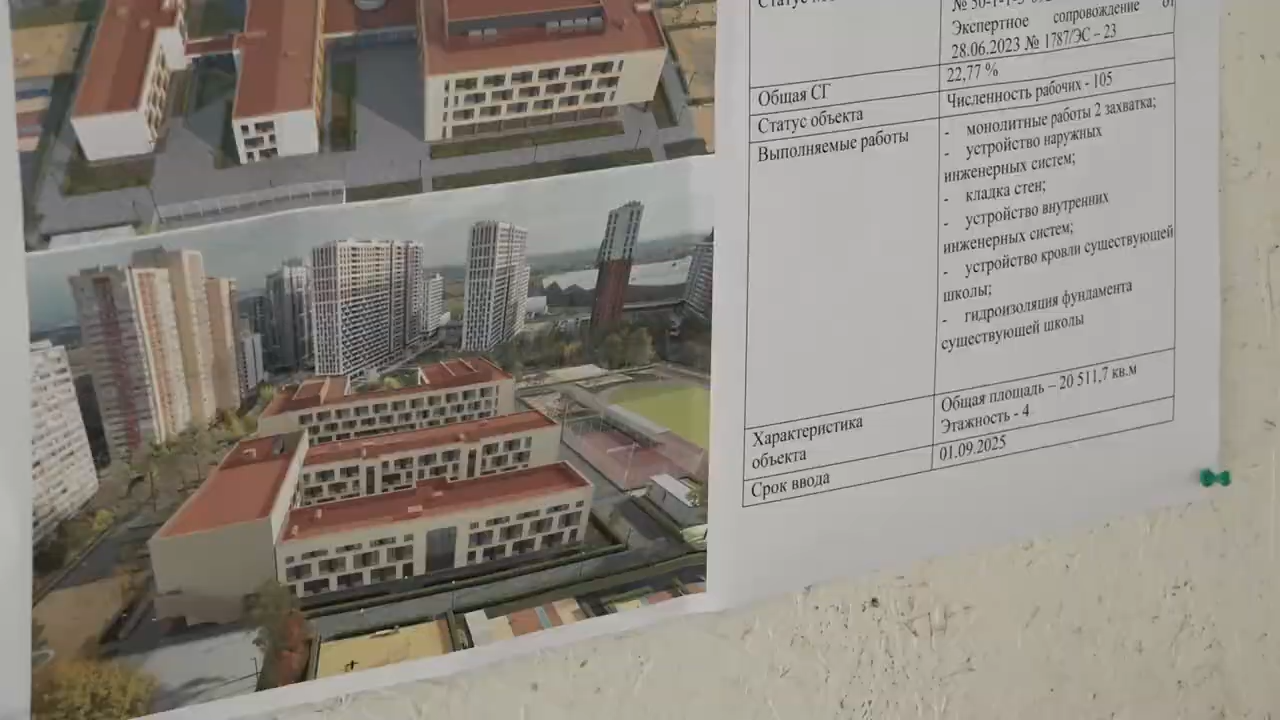 Экспертное сопровождение от
28.06.2023 № 1787/ЭС – 23
Общая СГ
22,77 %
Статус объекта
Численность рабочих - 105
Выполняемые работы
- монолитные работы 2 захватка;
- устройство наружных
инженерных систем;
- кладка стен;
- устройство внутренних
инженерных систем;
- устройство кровли существующей
школы;
- гидроизоляция фундамента
существующей школы
Характеристика
объекта
Общая площадь – 20 511,7 кв.м
Этажность - 4
Срок ввода
01.09.2025